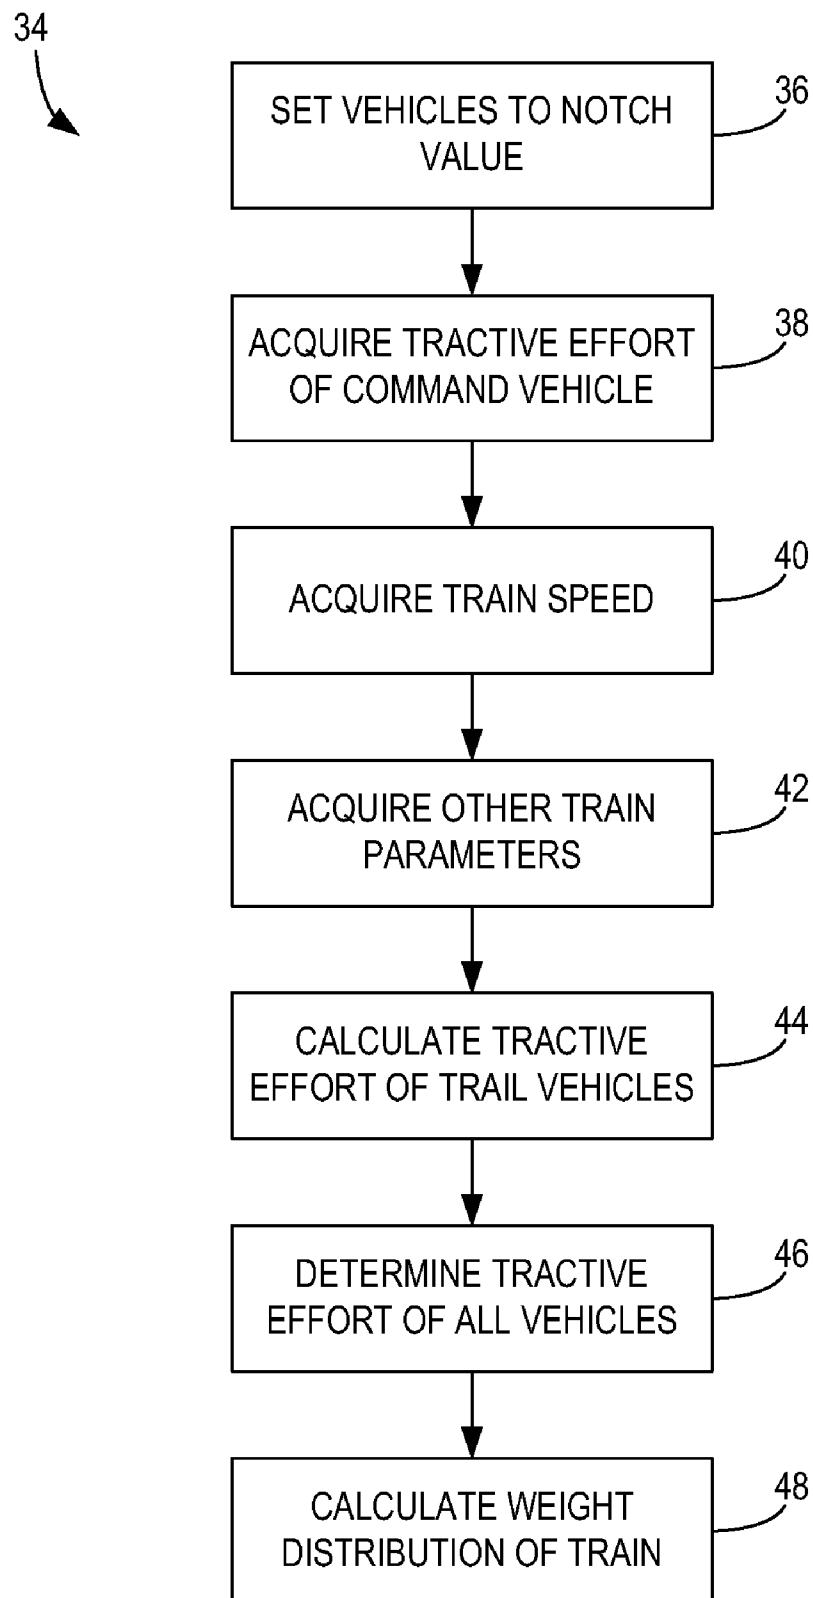 34
SET VEHICLES TO NOTCH
VALUE
36
ACQUIRE TRACTIVE EFFORT
OF COMMAND VEHICLE
38
ACQUIRE TRAIN SPEED
40
ACQUIRE OTHER TRAIN
PARAMETERS
42
CALCULATE TRACTIVE
EFFORT OF TRAIL VEHICLES
44
DETERMINE TRACTIVE
EFFORT OF ALL VEHICLES
46
CALCULATE WEIGHT
DISTRIBUTION OF TRAIN
48